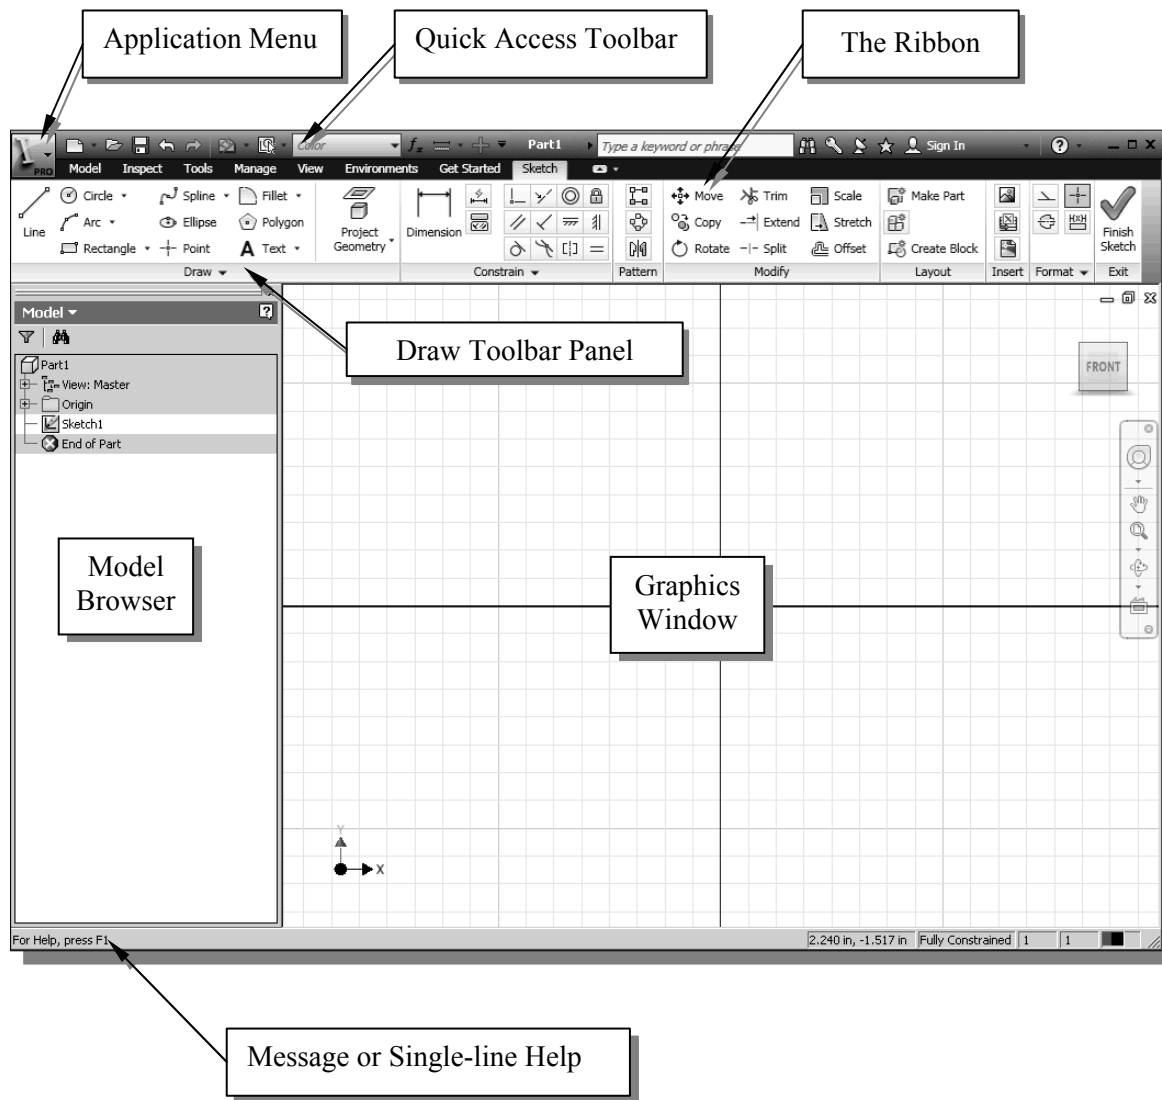 Application Menu
Quick Access Toolbar
The Ribbon
PRO
Color
Part1
Type a keyword or phrase
Sign In
Model Inspect Tools Manage View Environments Get Started Sketch
Line
Circle
Arc
Rectangle
Spline
Ellipse
Point
Fillet
Polygon
A Text
Project
Geometry
Dimension
Move
Copy
Rotate
Trim
Extend
Split
Scale
Stretch
Offset
Make Part
Create Block
Finish
Sketch
Draw Constrain Pattern Modify Layout Insert Format Exit
Model
Part1
View: Master
Origin
Sketch1
End of Part
Draw Toolbar Panel
FRONT
Model
Browser
Graphics
Window
Y
X
For Help, press F1
2.240 in, -1.517 in Fully Constrained 1 1
Message or Single-line Help